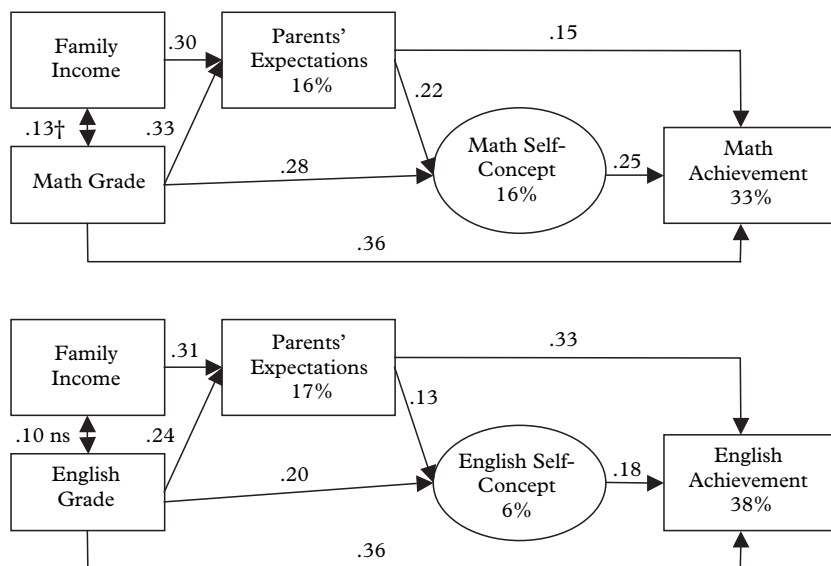 Family
Income
.30
Parents’
Expectations
16%
.15
.13†
.33
.22
Math Grade
.28
Math Self-
Concept
16%
.25
Math
Achievement
33%
.36
Family
Income
.31
Parents’
Expectations
17%
.33
.10 ns
.24
.13
English
Grade
.20
English Self-
Concept
6%
.18
English
Achievement
38%
.36